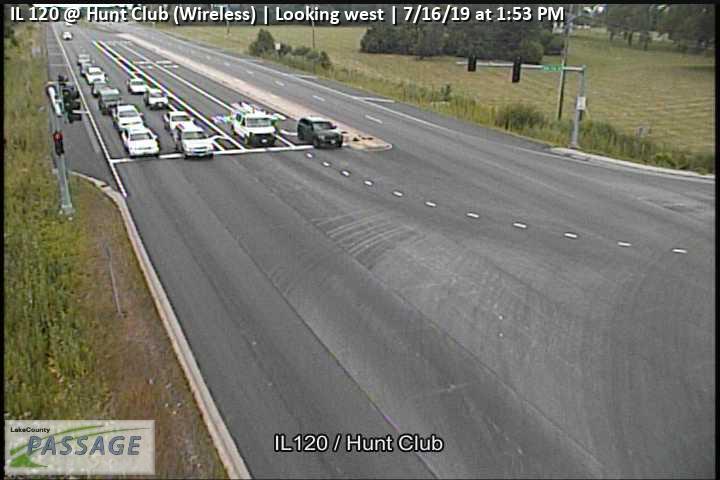 IL 120 @ Hunt Club (Wireless) | Looking west | 7/16/19 at 1:53 PM
LakeCounty
PASSAGE
IL120 / Hunt Club